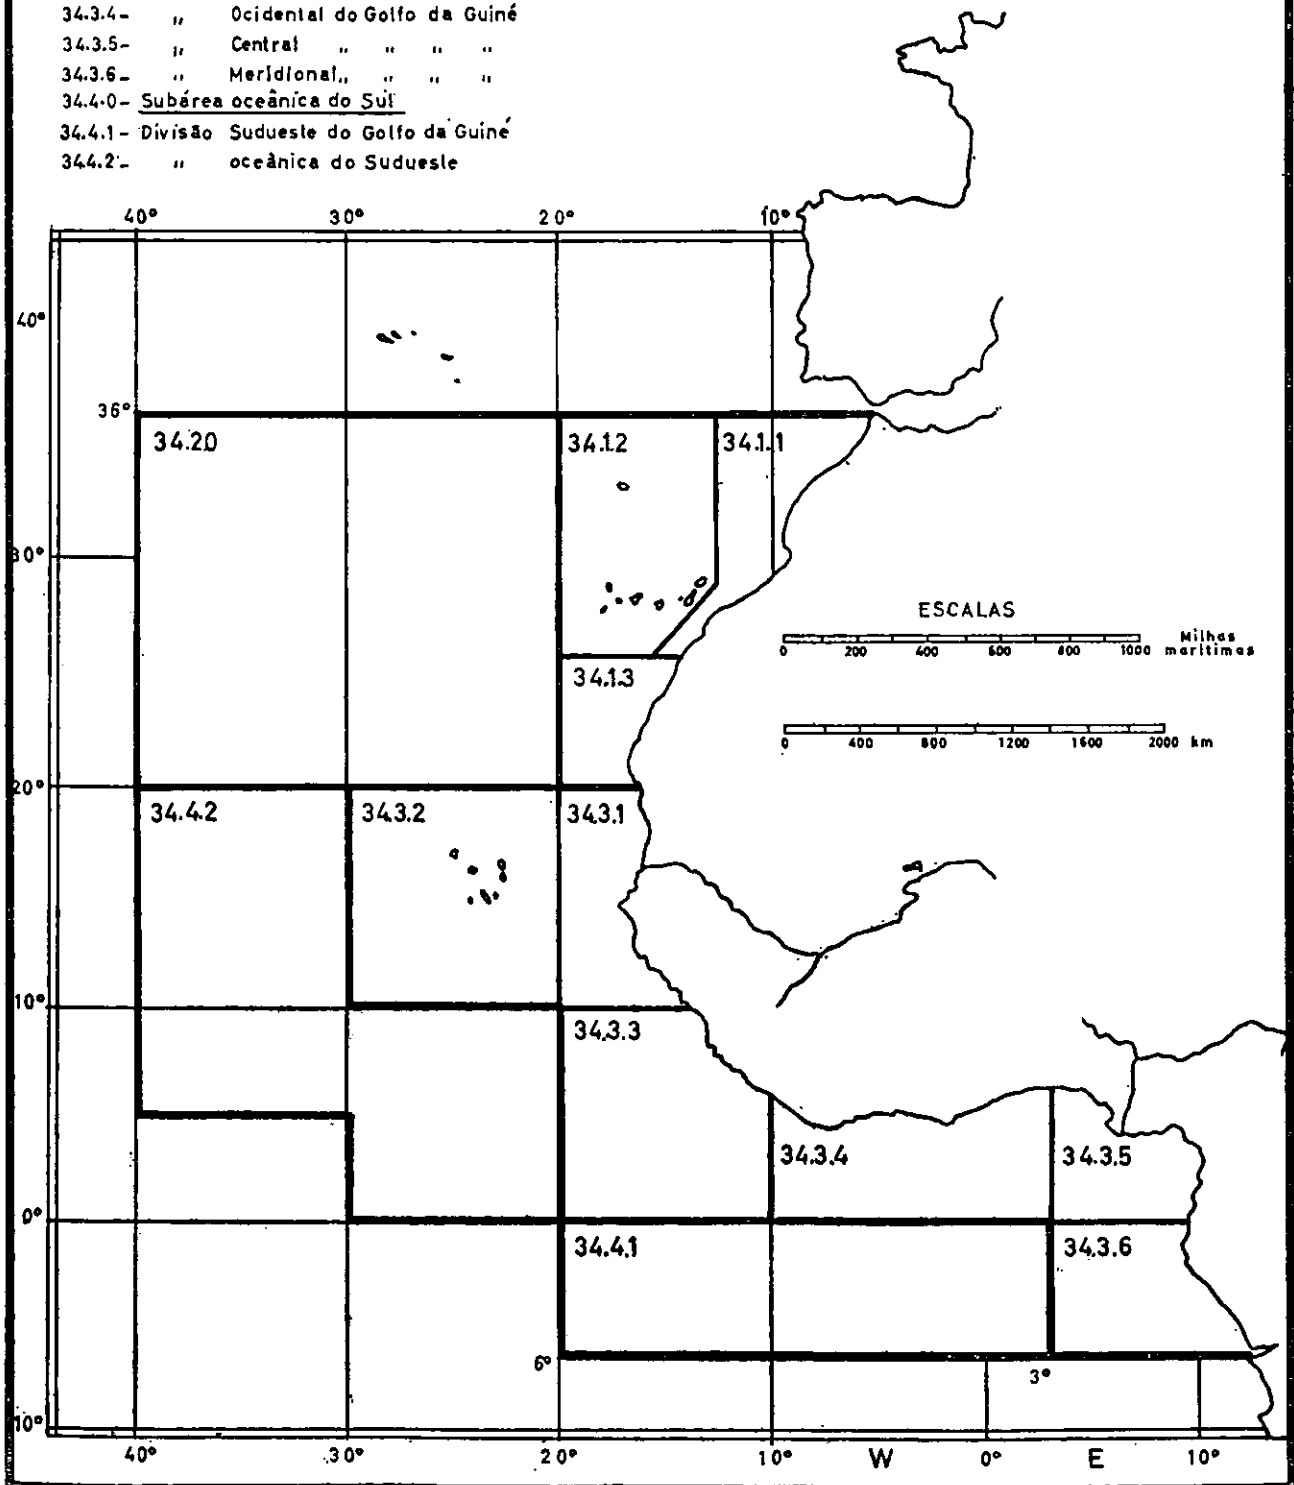 34.3.4- " Ocidental do Golfo da Guiné
34.3.5- " Central " " " "
34.3.6- " Meridional " " " "
34.4.0- Subárea oceânica do Sul
34.4.1- Divisão Sudueste do Golfo da Guiné
34.4.2- " oceânica do Sudueste
40° 30° 20° 10°
40°
36°
34.2.0 34.1.2 34.1.1
30°
ESCALAS
0 200 400 600 800 1000 Milhas marítimas
34.1.3
0 400 800 1200 1600 2000 km
20°
34.4.2 34.3.2 34.3.1
10°
34.3.3
34.3.4 34.3.5
0°
34.4.1 34.3.6
6°
3°
10°
40° 30° 20° 10° W 0° E 10°